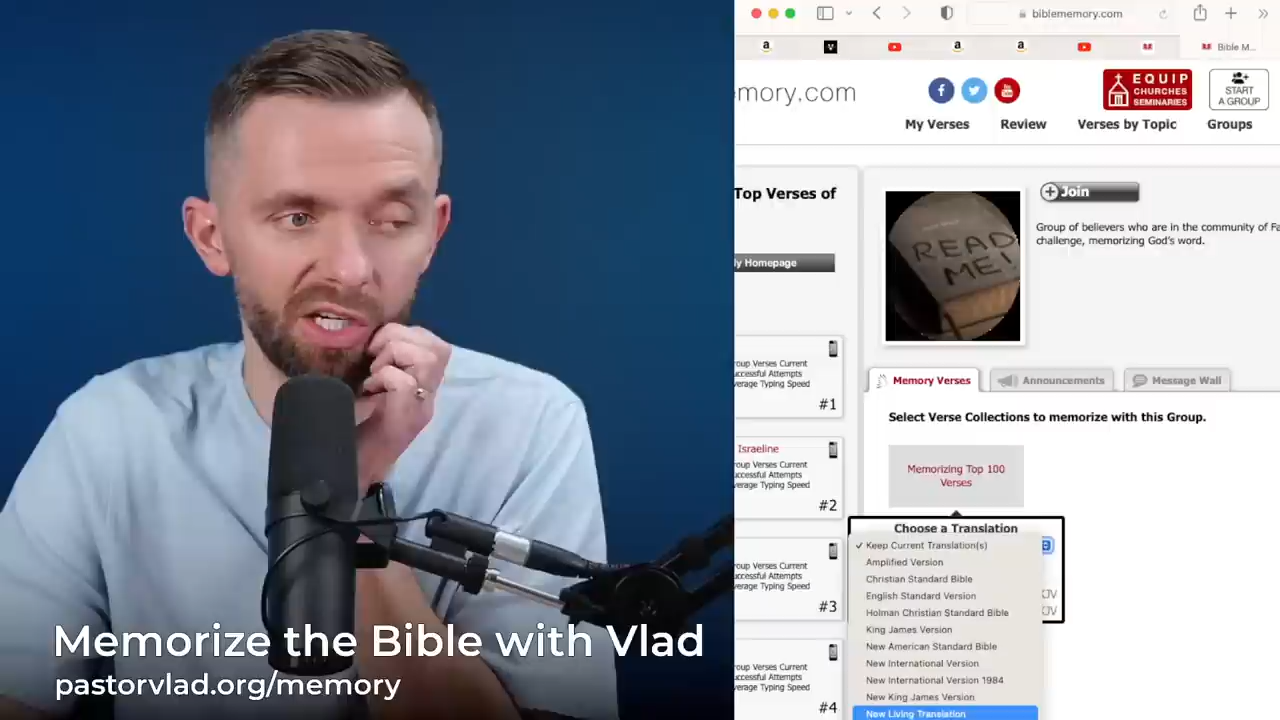 Memorize the Bible with Vlad
pastorvlad.org/memory
biblememory.com
Bible M...
emory.com
EQUIP
CHURCHES
SEMINARIES
START
A GROUP
My Verses
Review
Verses by Topic
Groups
Top Verses of
ly Homepage
Join
Group of believers who are in the community of Fa
challenge, memorizing God's word.
READ
ME!
roup Verses Current
uccessful Attempts
verage Typing Speed
#1
Israeline
roup Verses Current
uccessful Attempts
verage Typing Speed
#2
roup Verses Current
uccessful Attempts
verage Typing Speed
#3
roup Verses Current
uccessful Attempts
verage Typing Speed
#4
Memory Verses
Announcements
Message Wall
Select Verse Collections to memorize with this Group.
Memorizing Top 100
Verses
Choose a Translation
✓ Keep Current Translation(s)
Amplified Version
Christian Standard Bible
English Standard Version
Holman Christian Standard Bible
King James Version
New American Standard Bible
New International Version
New International Version 1984
New King James Version
New Living Translation
KJV
KJV